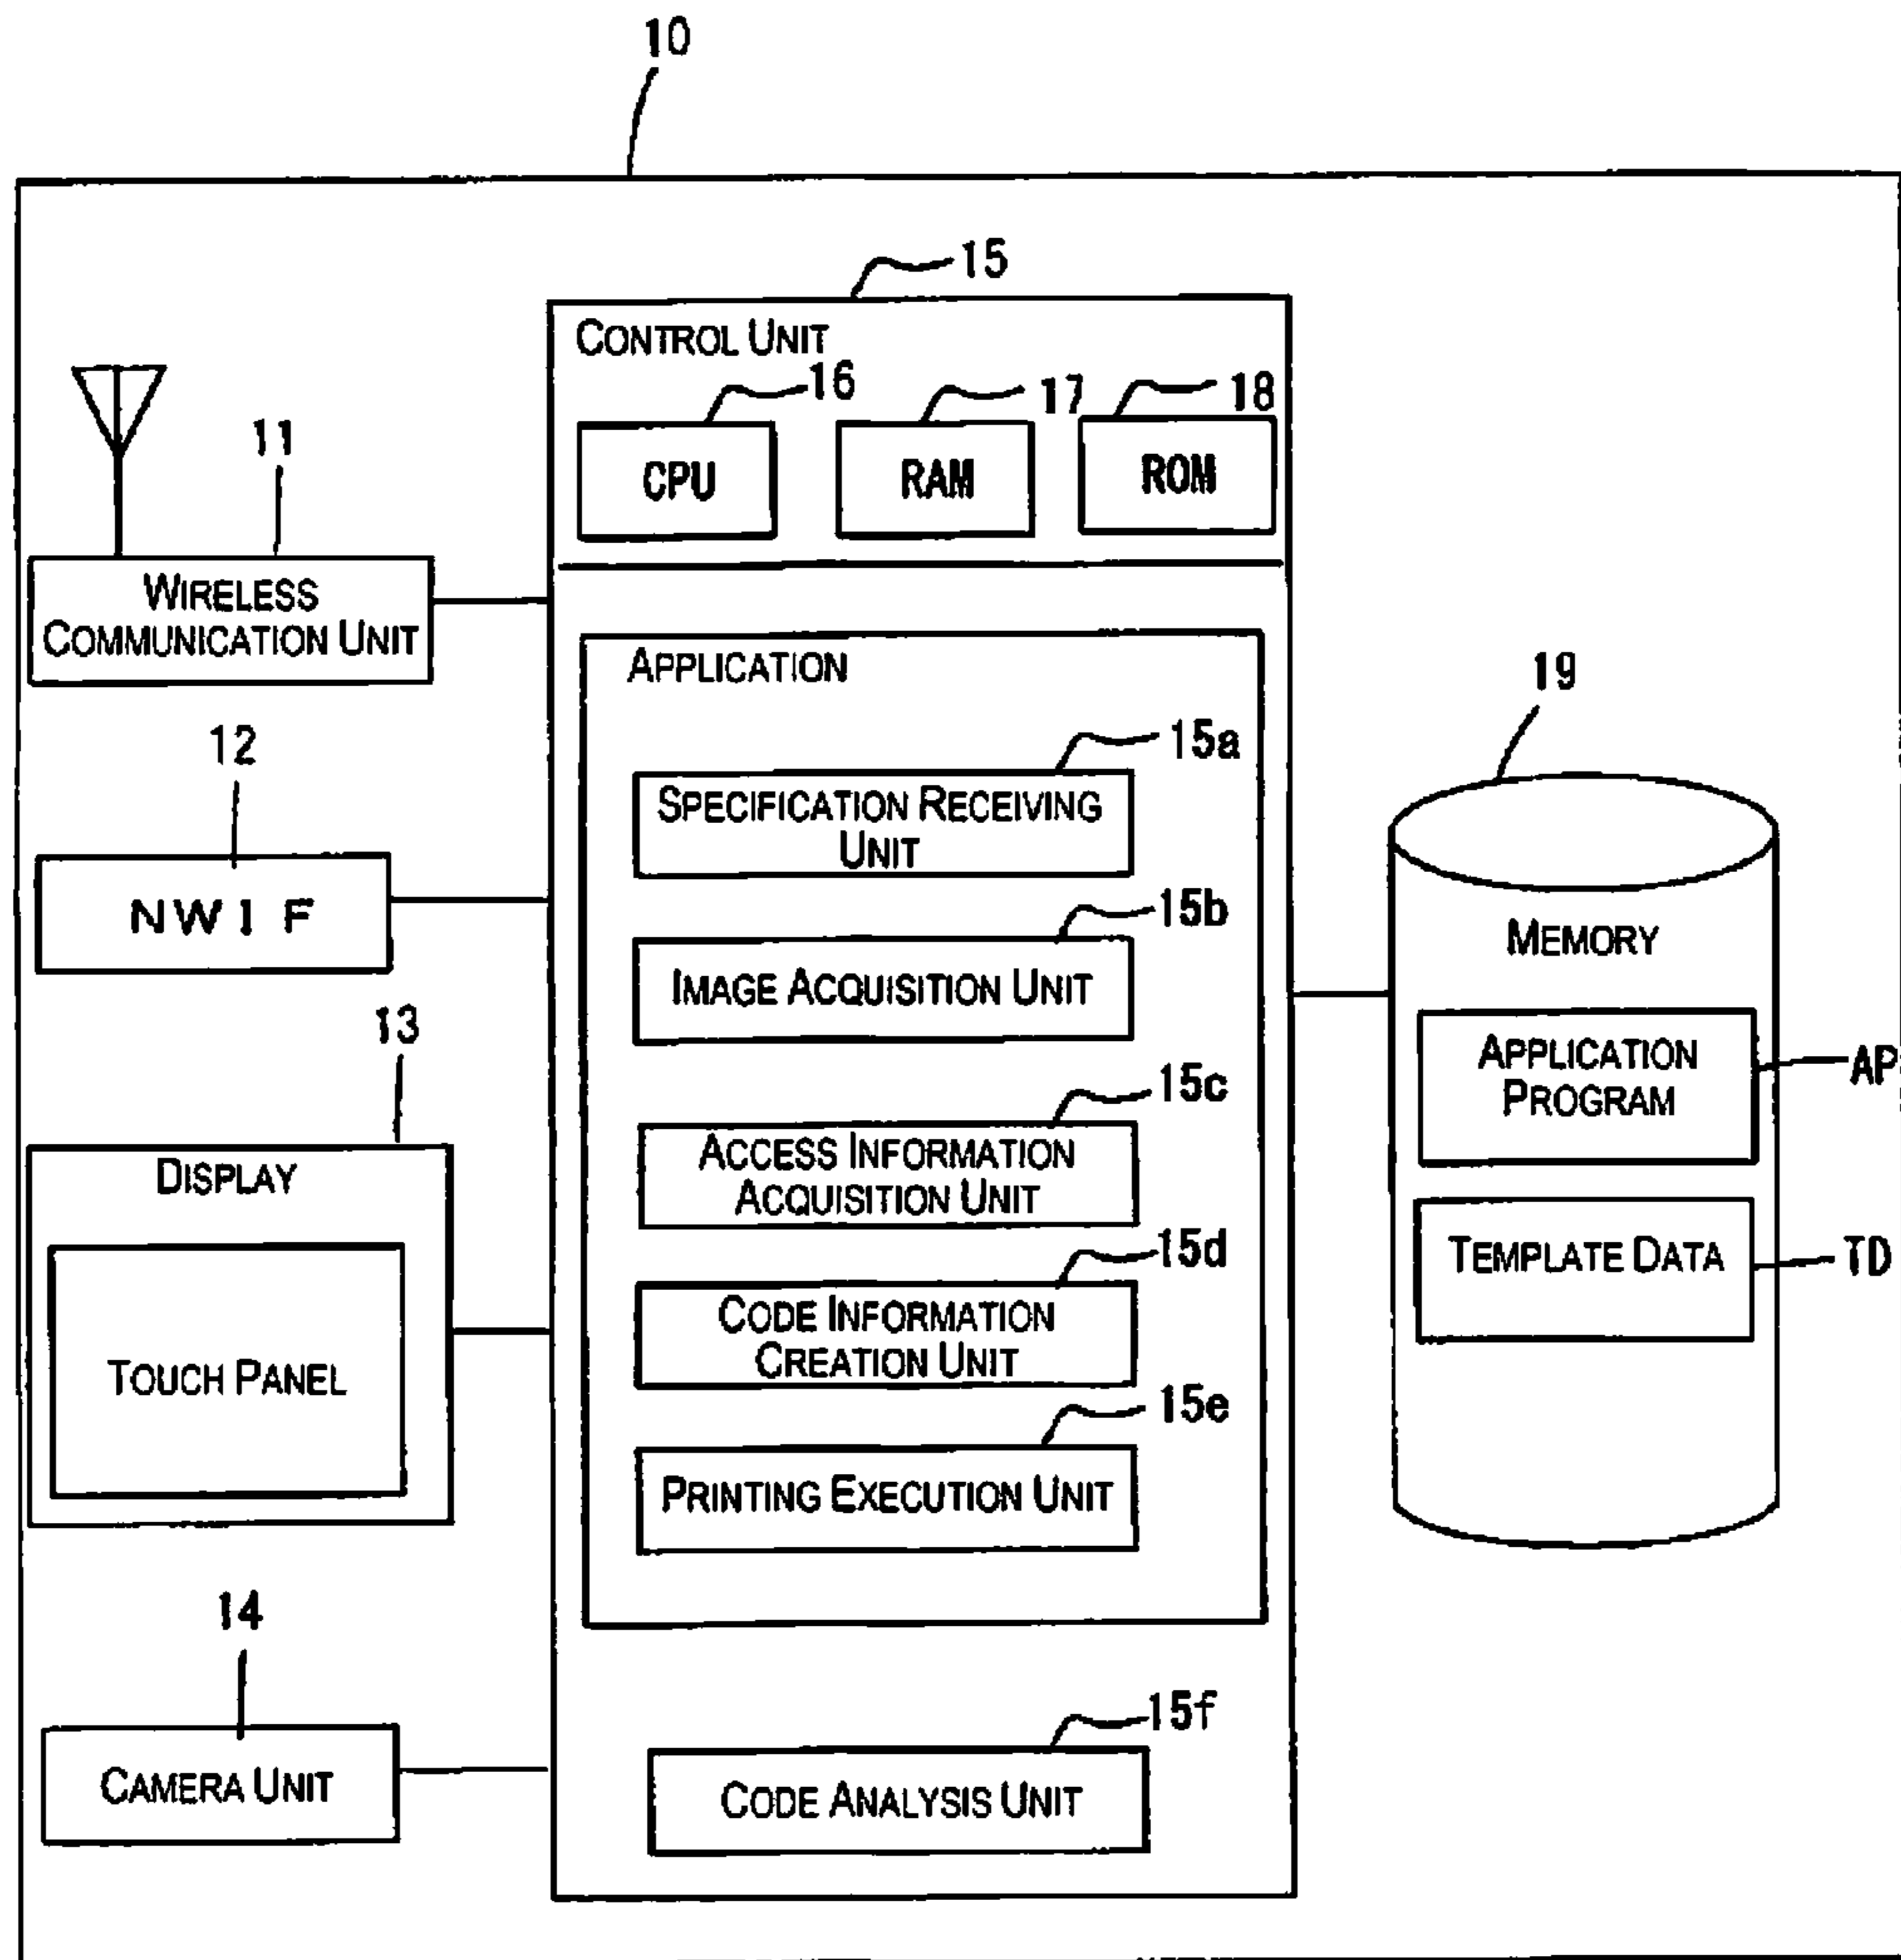 10
15
CONTROL UNIT
16
17
18
CPU
RAM
ROM
11
WIRELESS
COMMUNICATION UNIT
12
NWIF
13
DISPLAY
TOUCH PANEL
14
CAMERA UNIT
APPLICATION
15a
SPECIFICATION RECEIVING
UNIT
15b
IMAGE ACQUISITION UNIT
15c
ACCESS INFORMATION
ACQUISITION UNIT
15d
CODE INFORMATION
CREATION UNIT
15e
PRINTING EXECUTION UNIT
15f
CODE ANALYSIS UNIT
19
MEMORY
APPLICATION
PROGRAM
AP
TEMPLATE DATA
TD